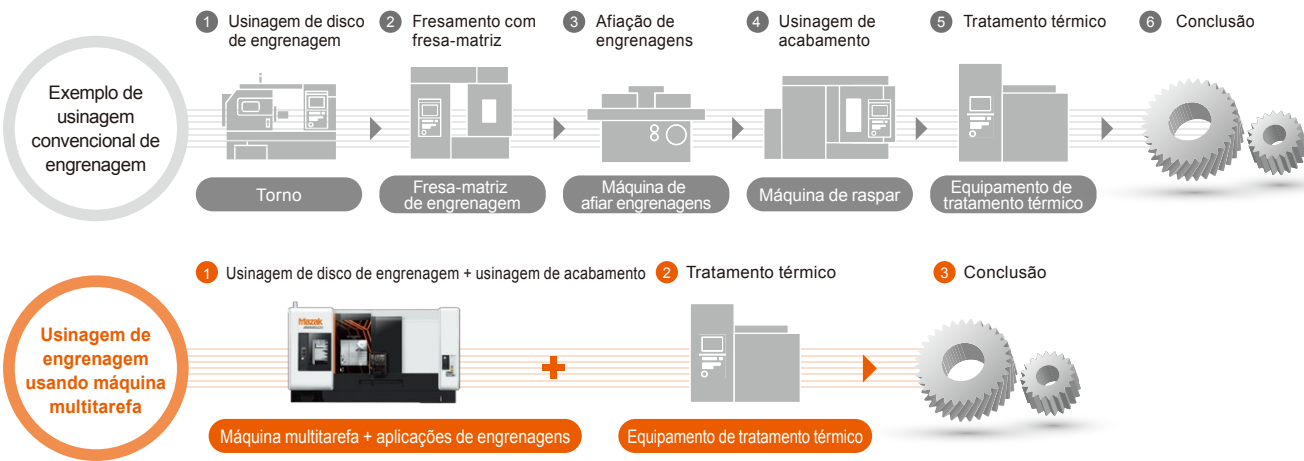 1 Usinagem de disco
de engrenagem
2 Fresamento com
fresa-matriz
3 Afiação de
engrenagens
4 Usinagem de
acabamento
5 Tratamento térmico
6 Conclusão
Exemplo de
usinagem
convencional de
engrenagem
Torno
Fresa-matriz
de engrenagem
Máquina de
afiar engrenagens
Máquina de raspar
Equipamento de
tratamento térmico
1 Usinagem de disco de engrenagem + usinagem de acabamento
2 Tratamento térmico
3 Conclusão
Usinagem de
engrenagem
usando máquina
multitarefa
Mazak
Máquina multitarefa + aplicações de engrenagens
Equipamento de tratamento térmico